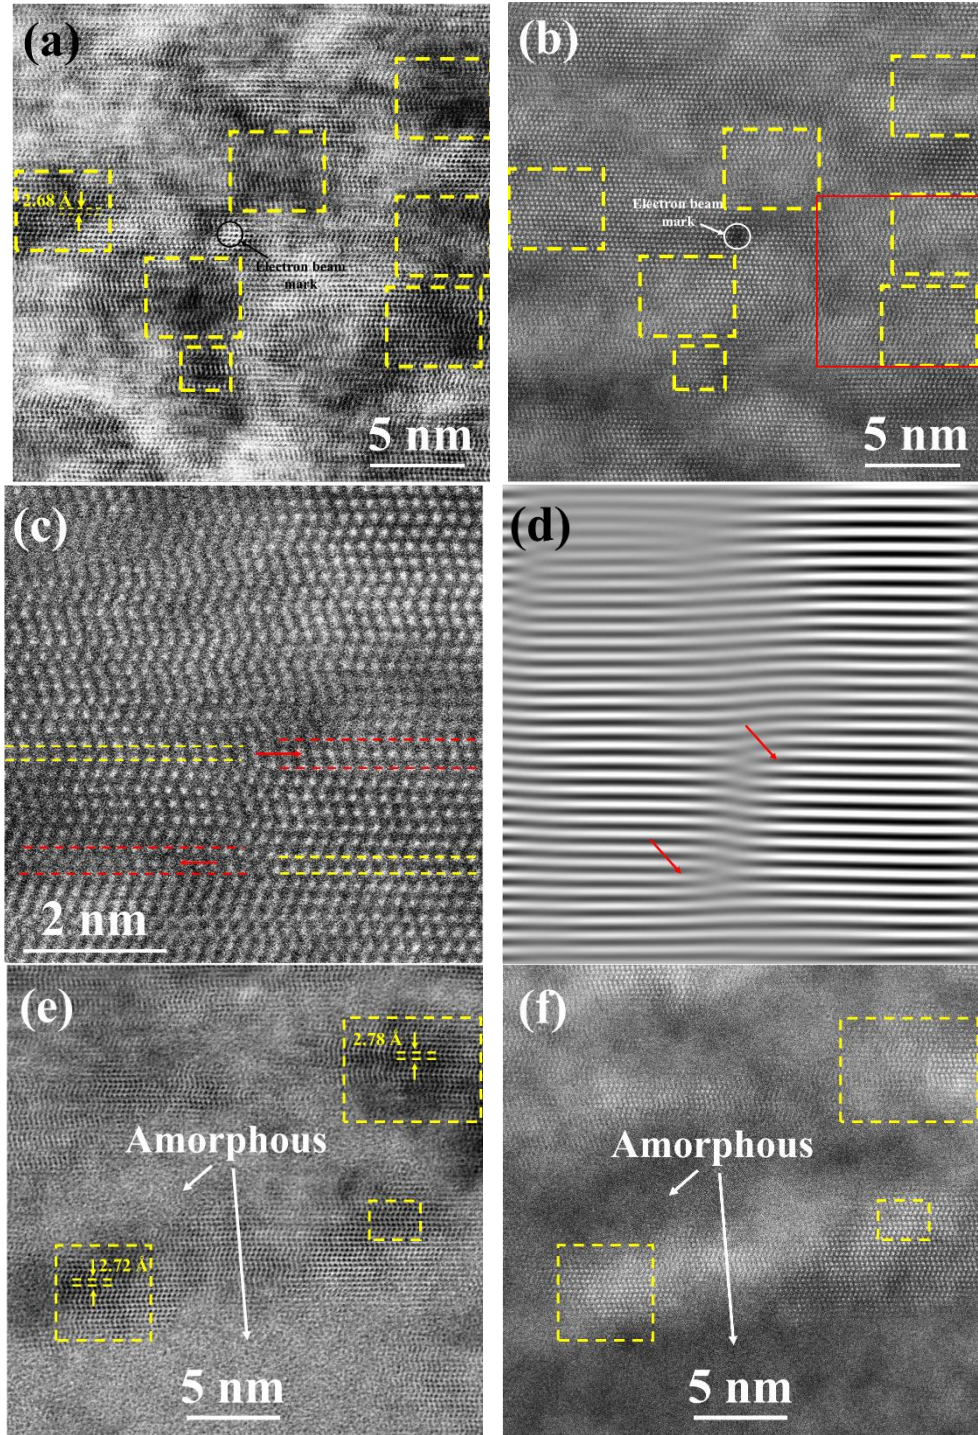 (a)
2.68 Å
Electron beam
mark
5 nm
(b)
Electron beam
mark
5 nm
(c)
2 nm
(d)
(e)
2.78 Å
Amorphous
2.72 Å
5 nm
(f)
Amorphous
5 nm